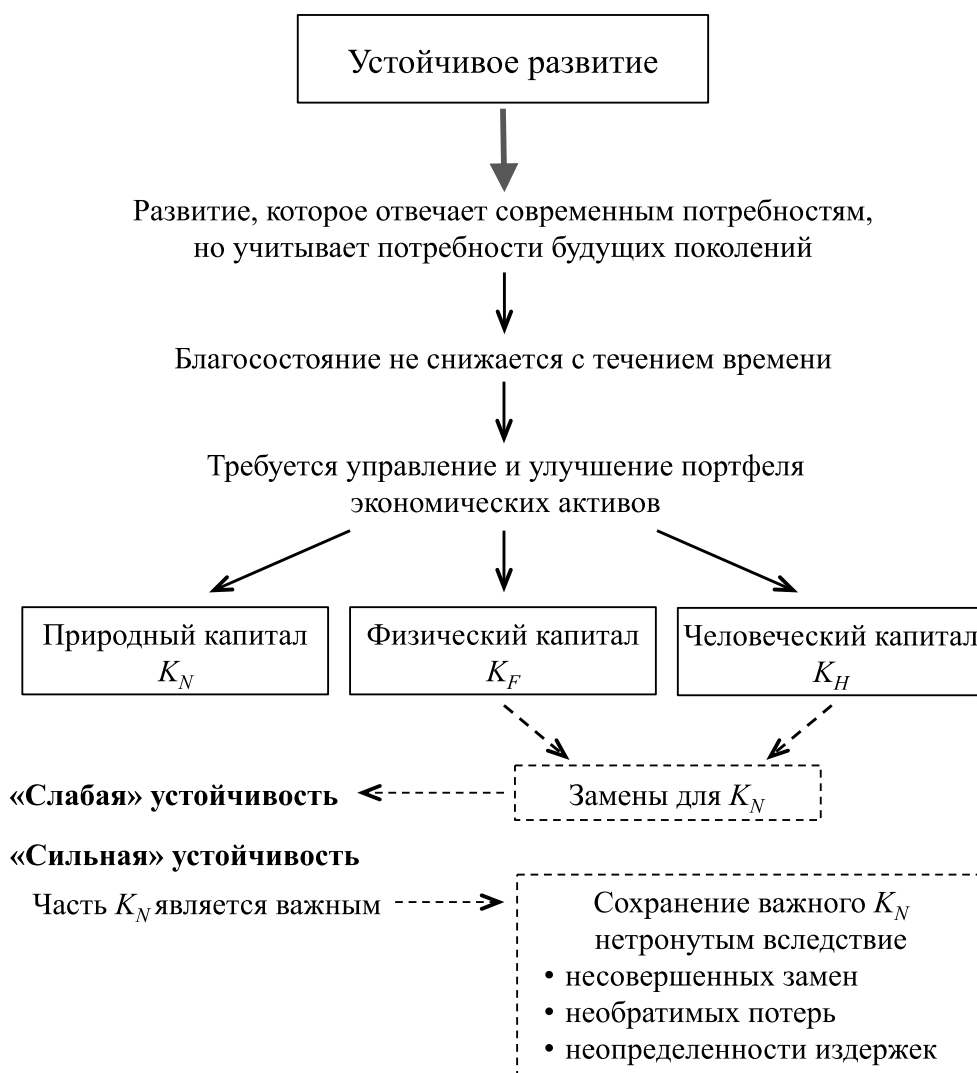 Устойчивое развитие
Развитие, которое отвечает современным потребностям,
но учитывает потребности будущих поколений
Благосостояние не снижается с течением времени
Требуется управление и улучшение портфеля
экономических активов
Природный капитал
K_N
Физический капитал
K_F
Человеческий капитал
K_H
«Слабая» устойчивость
Замены для K_N
«Сильная» устойчивость
Часть K_N является важным
Сохранение важного K_N
нетронутым вследствие
• несовершенных замен
• необратимых потерь
• неопределенности издержек